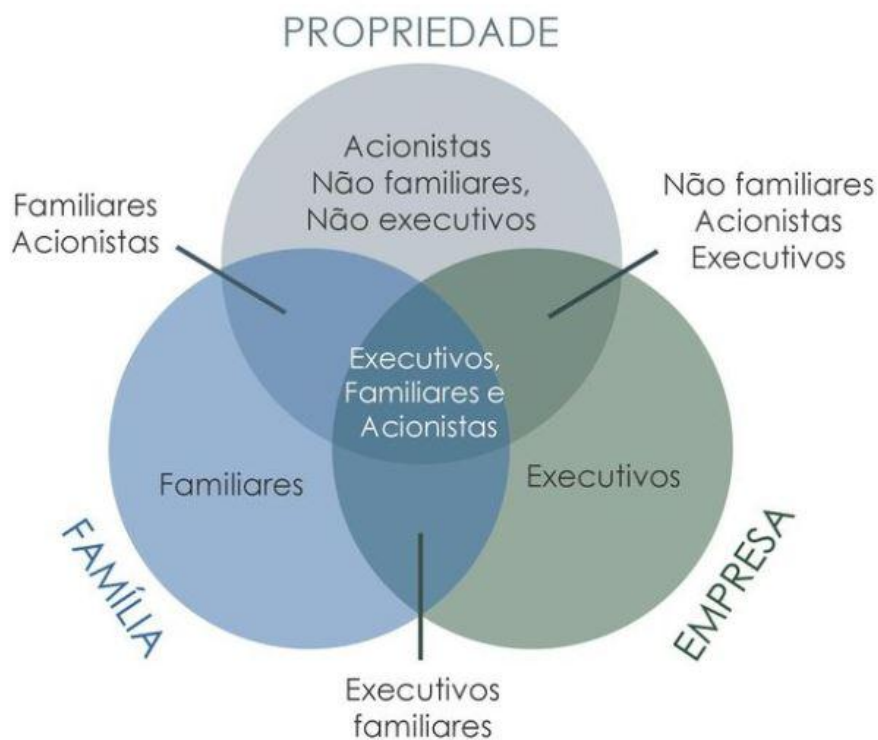 PROPRIEDADE
Acionistas
Não familiares,
Não executivos
Familiares
Acionistas
Não familiares
Acionistas
Executivos
Executivos,
Familiares e
Acionistas
Familiares
Executivos
FAMÍLIA
EMPRESA
Executivos
familiares